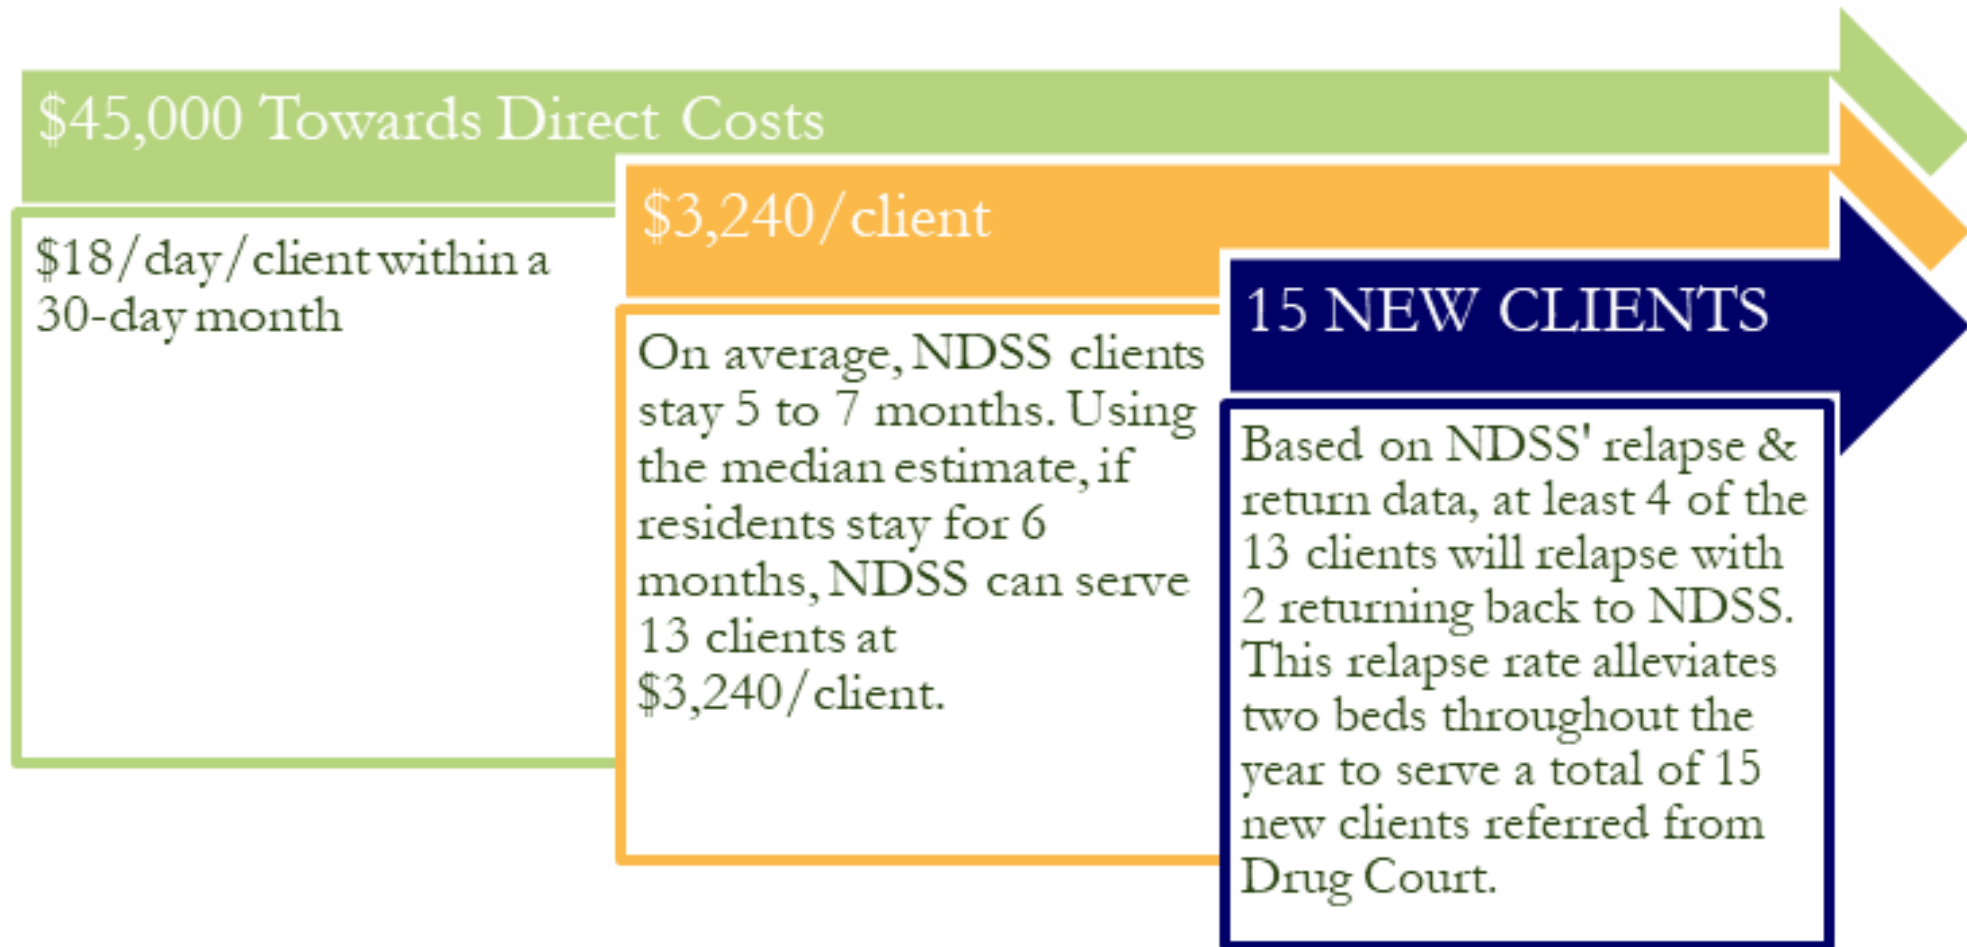 $45,000 Towards Direct Costs
$18/day/client within a
30-day month
$3,240/client
On average, NDSS clients
stay 5 to 7 months. Using
the median estimate, if
residents stay for 6
months, NDSS can serve
13 clients at
$3,240/client.
15 NEW CLIENTS
Based on NDSS' relapse &
return data, at least 4 of the
13 clients will relapse with
2 returning back to NDSS.
This relapse rate alleviates
two beds throughout the
year to serve a total of 15
new clients referred from
Drug Court.